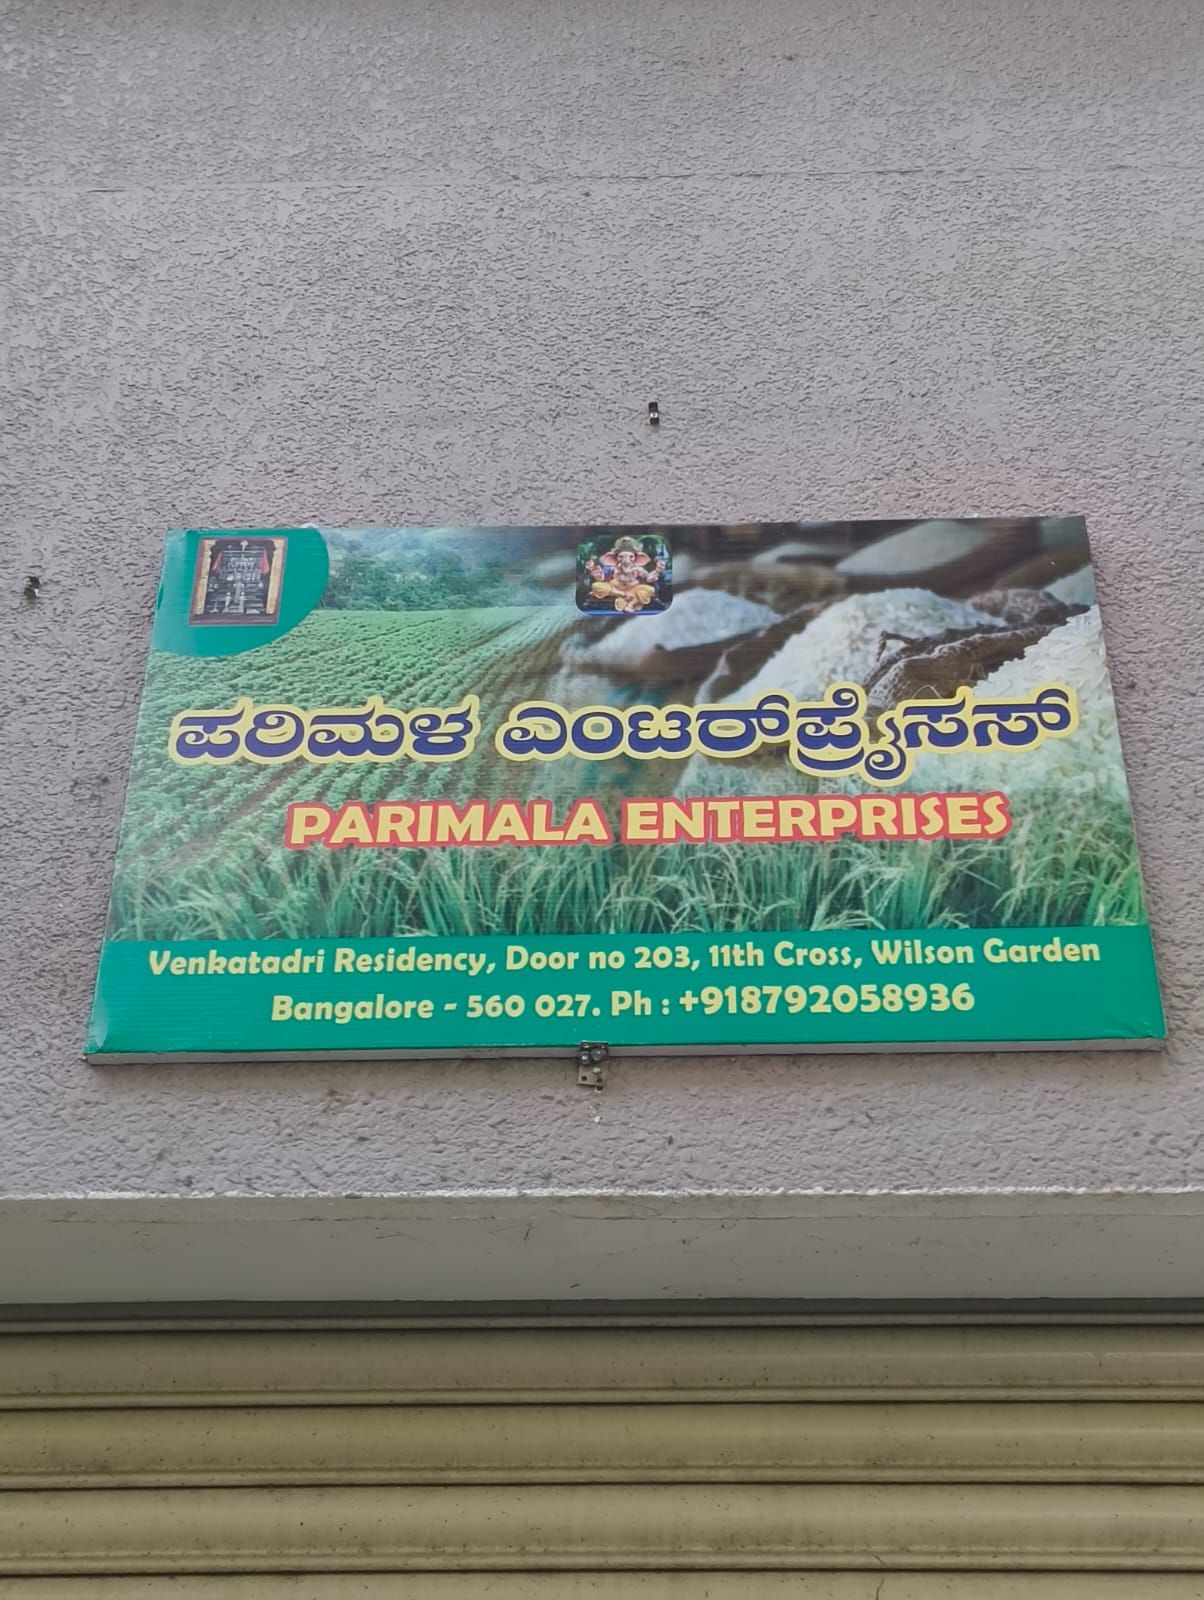 ಪರಿಮಳ ಎಂಟರ್‌ಪ್ರೈಸಸ್
PARIMALA ENTERPRISES
Venkatadri Residency, Door no 203, 11th Cross, Wilson Garden
Bangalore - 560 027. Ph : +918792058936